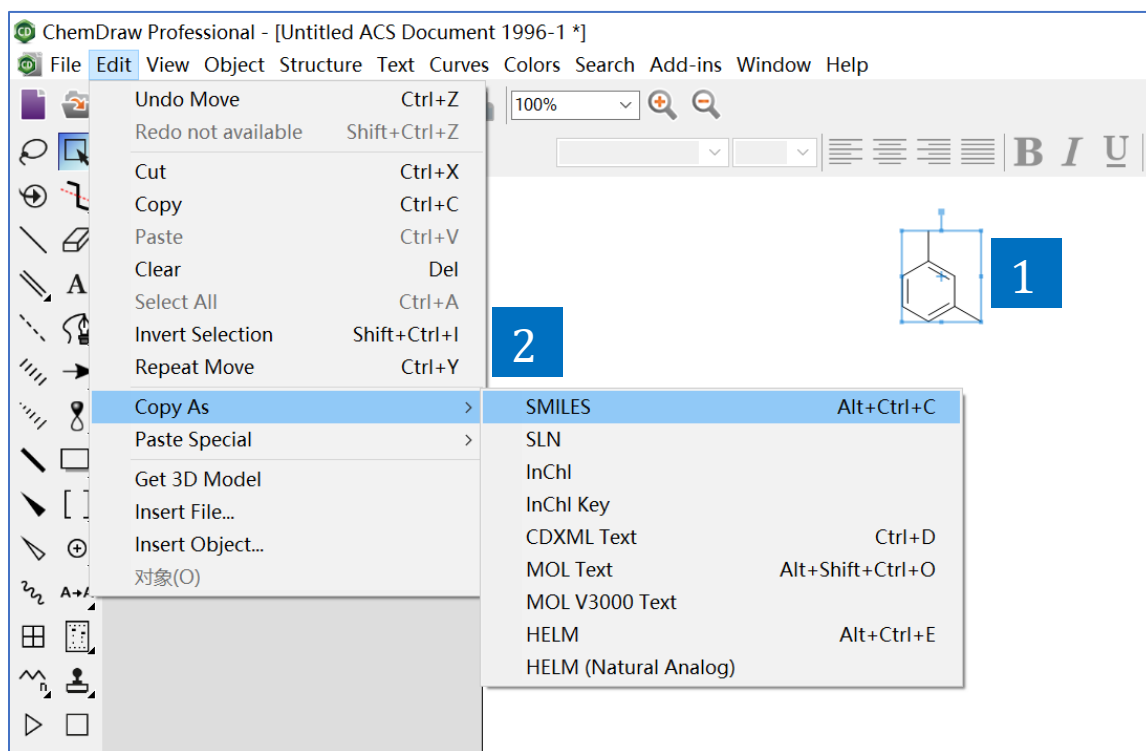 ChemDraw Professional - [Untitled ACS Document 1996-1 *]
File Edit View Object Structure Text Curves Colors Search Add-ins Window Help
100%
B I U
Undo Move Ctrl+Z
Redo not available Shift+Ctrl+Z
Cut Ctrl+X
Copy Ctrl+C
Paste Ctrl+V
Clear Del
Select All Ctrl+A
Invert Selection Shift+Ctrl+I
Repeat Move Ctrl+Y
Copy As
Paste Special
Get 3D Model
Insert File...
Insert Object...
对象(O)
1
2
SMILES Alt+Ctrl+C
SLN
InChI
InChI Key
CDXML Text Ctrl+D
MOL Text Alt+Shift+Ctrl+O
MOL V3000 Text
HELM Alt+Ctrl+E
HELM (Natural Analog)
A